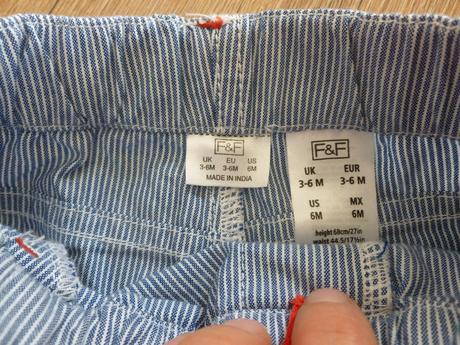 F&F
UK EU US
3-6M 3-6M 6M
MADE IN INDIA
F&F
UK EUR
3-6 M 3-6 M
US MX
6M 6M
height 68cm/27in
waist 44.5/17½in